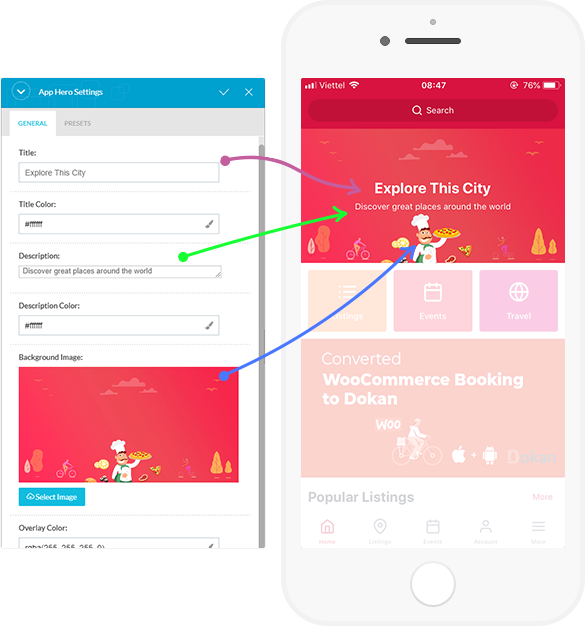 App Hero Settings
GENERAL
PRESETS
Title:
Explore This City
Title Color:
#ffffff
Description:
Discover great places around the world
Description Color:
#ffffff
Background Image:
Select Image
Overlay Color:
rgba(255, 255, 255, 0)
Viettel
08:47
76%
Search
Explore This City
Discover great places around the world
Listings
Events
Travel
Converted
WooCommerce Booking
to Dokan
Woo
+
Dokan
Popular Listings
More
Home
Listings
Events
Account
More